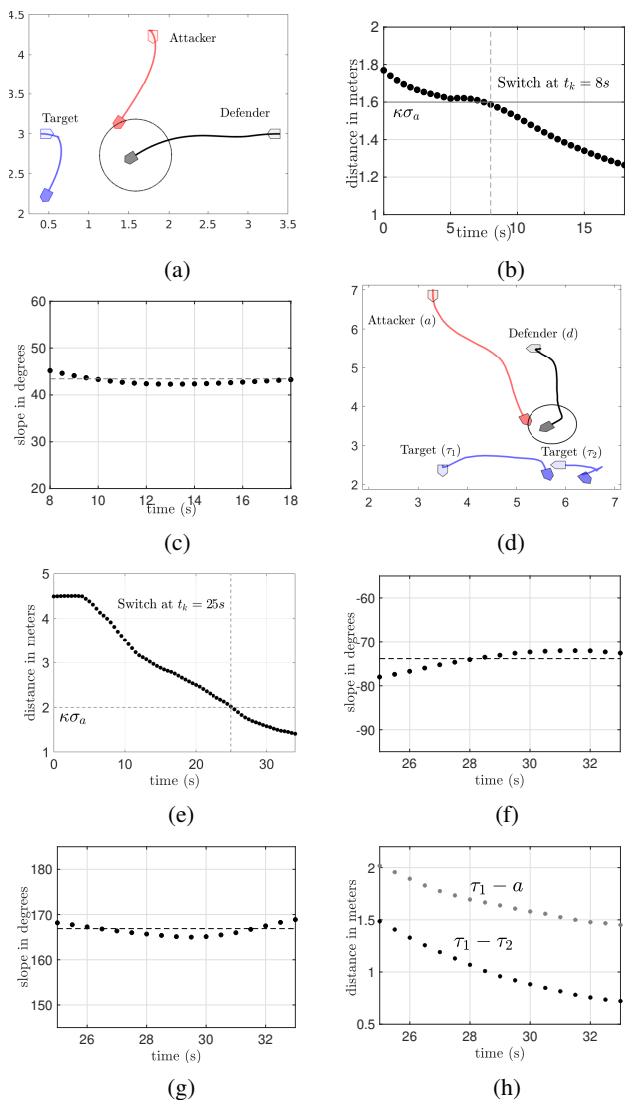 4.5
4
3.5
3
2.5
2
0.5
1
1.5
2
2.5
3
3.5
Attacker
Target
Defender
(a)
2
1.8
1.6
1.4
1.2
1
0
5
10
15
distance in meters
time (s)
Switch at t_k = 8s
κσ_a
(b)
60
50
40
30
20
8
10
12
14
16
18
slope in degrees
time (s)
(c)
7
6
5
4
3
2
2
3
4
5
6
7
Attacker (a)
Defender (d)
Target (τ_1)
Target (τ_2)
(d)
5
4
3
2
1
0
10
20
30
distance in meters
time (s)
Switch at t_k = 25s
κσ_a
(e)
-60
-70
-80
-90
26
28
30
32
slope in degrees
time (s)
(f)
180
170
160
150
26
28
30
32
slope in degrees
time (s)
(g)
2
1.5
1
0.5
26
28
30
32
distance in meters
time (s)
τ_1 − a
τ_1 − τ_2
(h)